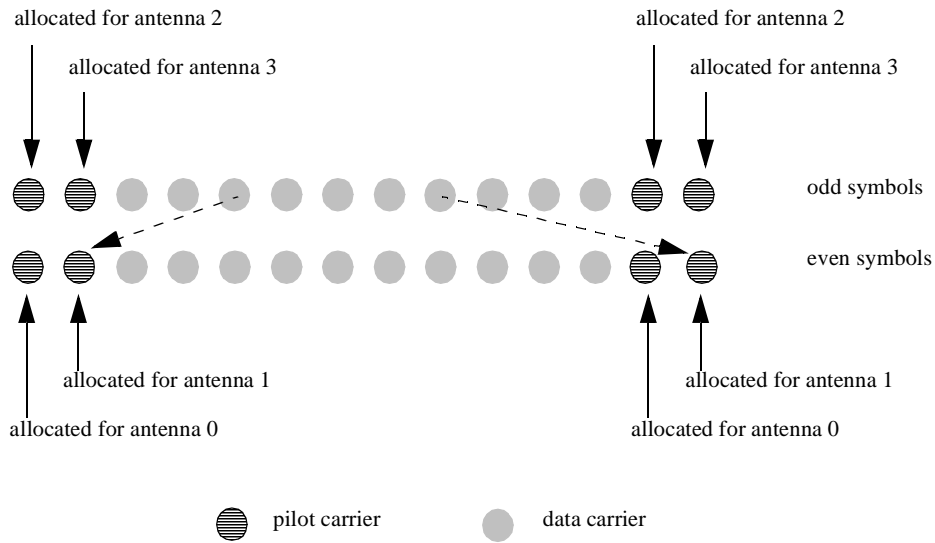 allocated for antenna 2
allocated for antenna 2
allocated for antenna 3
allocated for antenna 3
odd symbols
even symbols
allocated for antenna 1
allocated for antenna 1
allocated for antenna 0
allocated for antenna 0
pilot carrier
data carrier